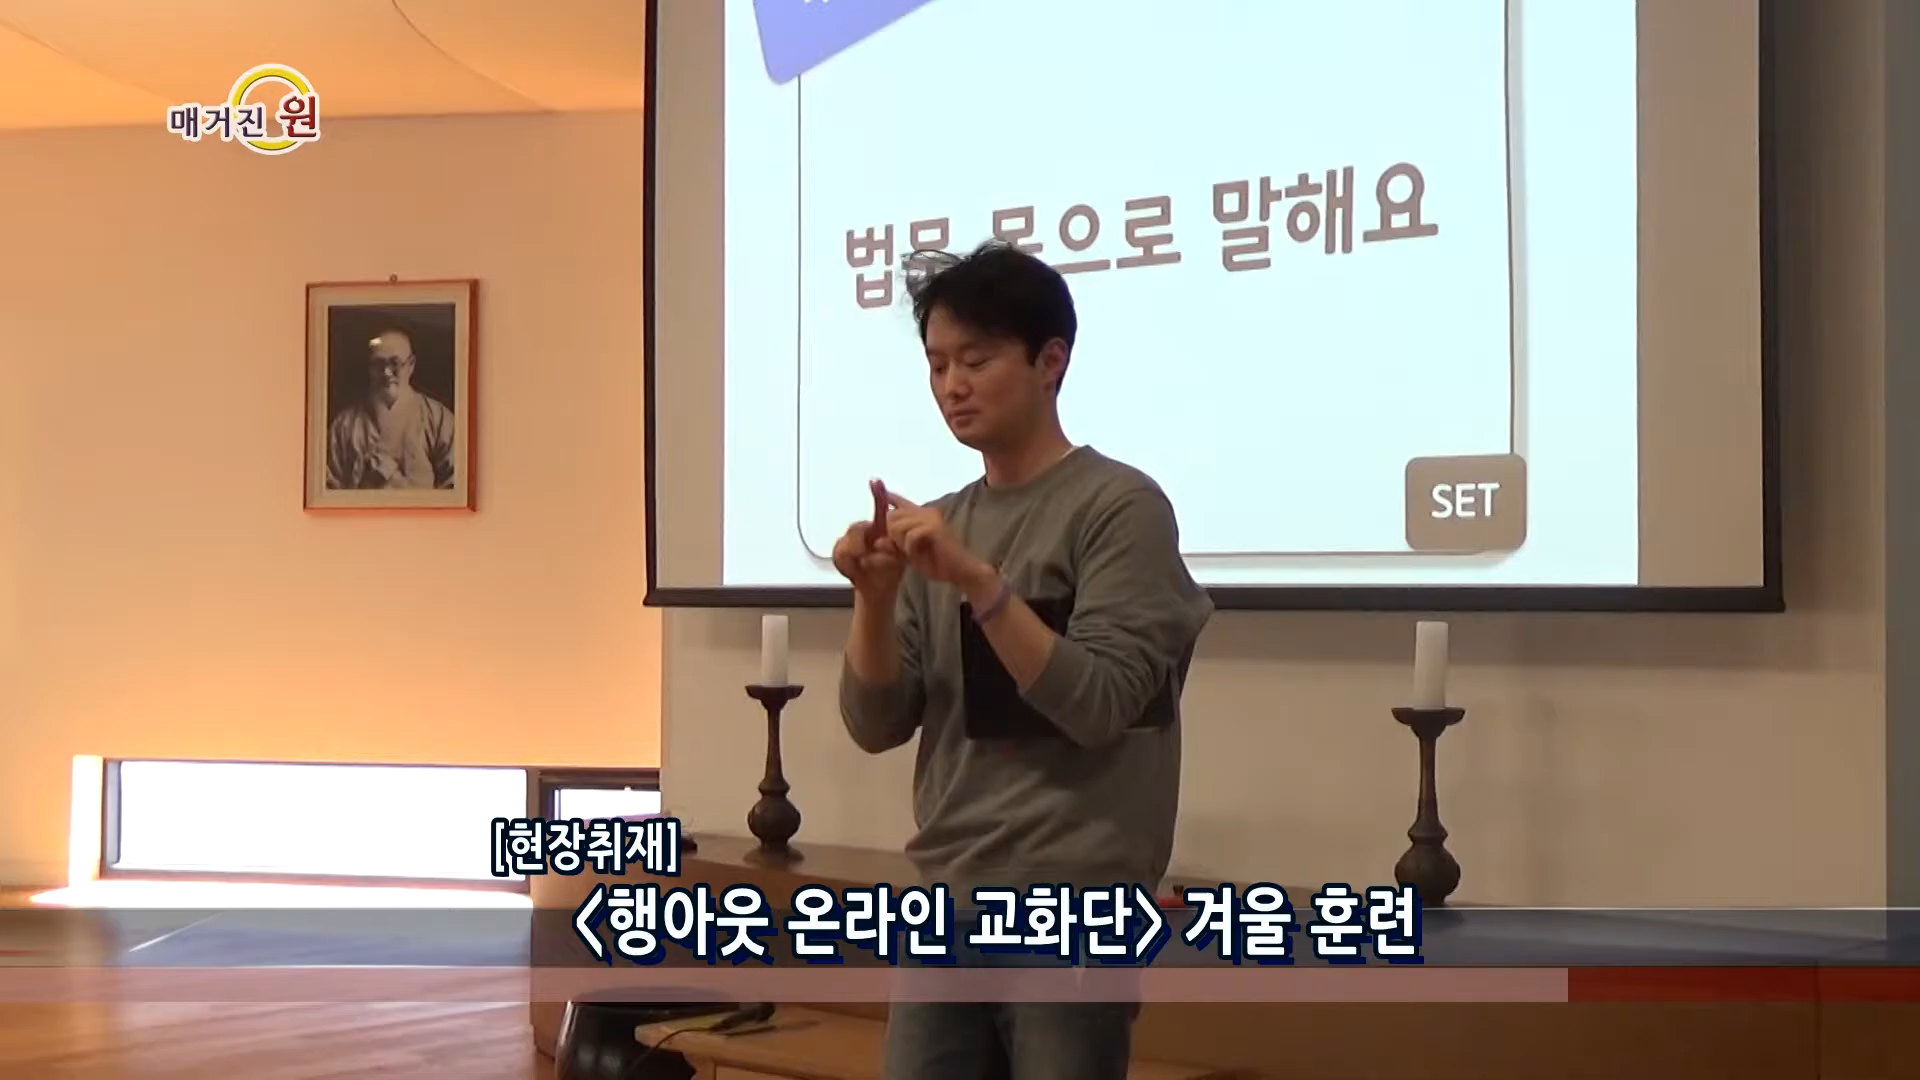 매거진 원
법문 몸으로 말해요
SET
[현장취재]
<행아웃 온라인 교화단> 겨울 훈련